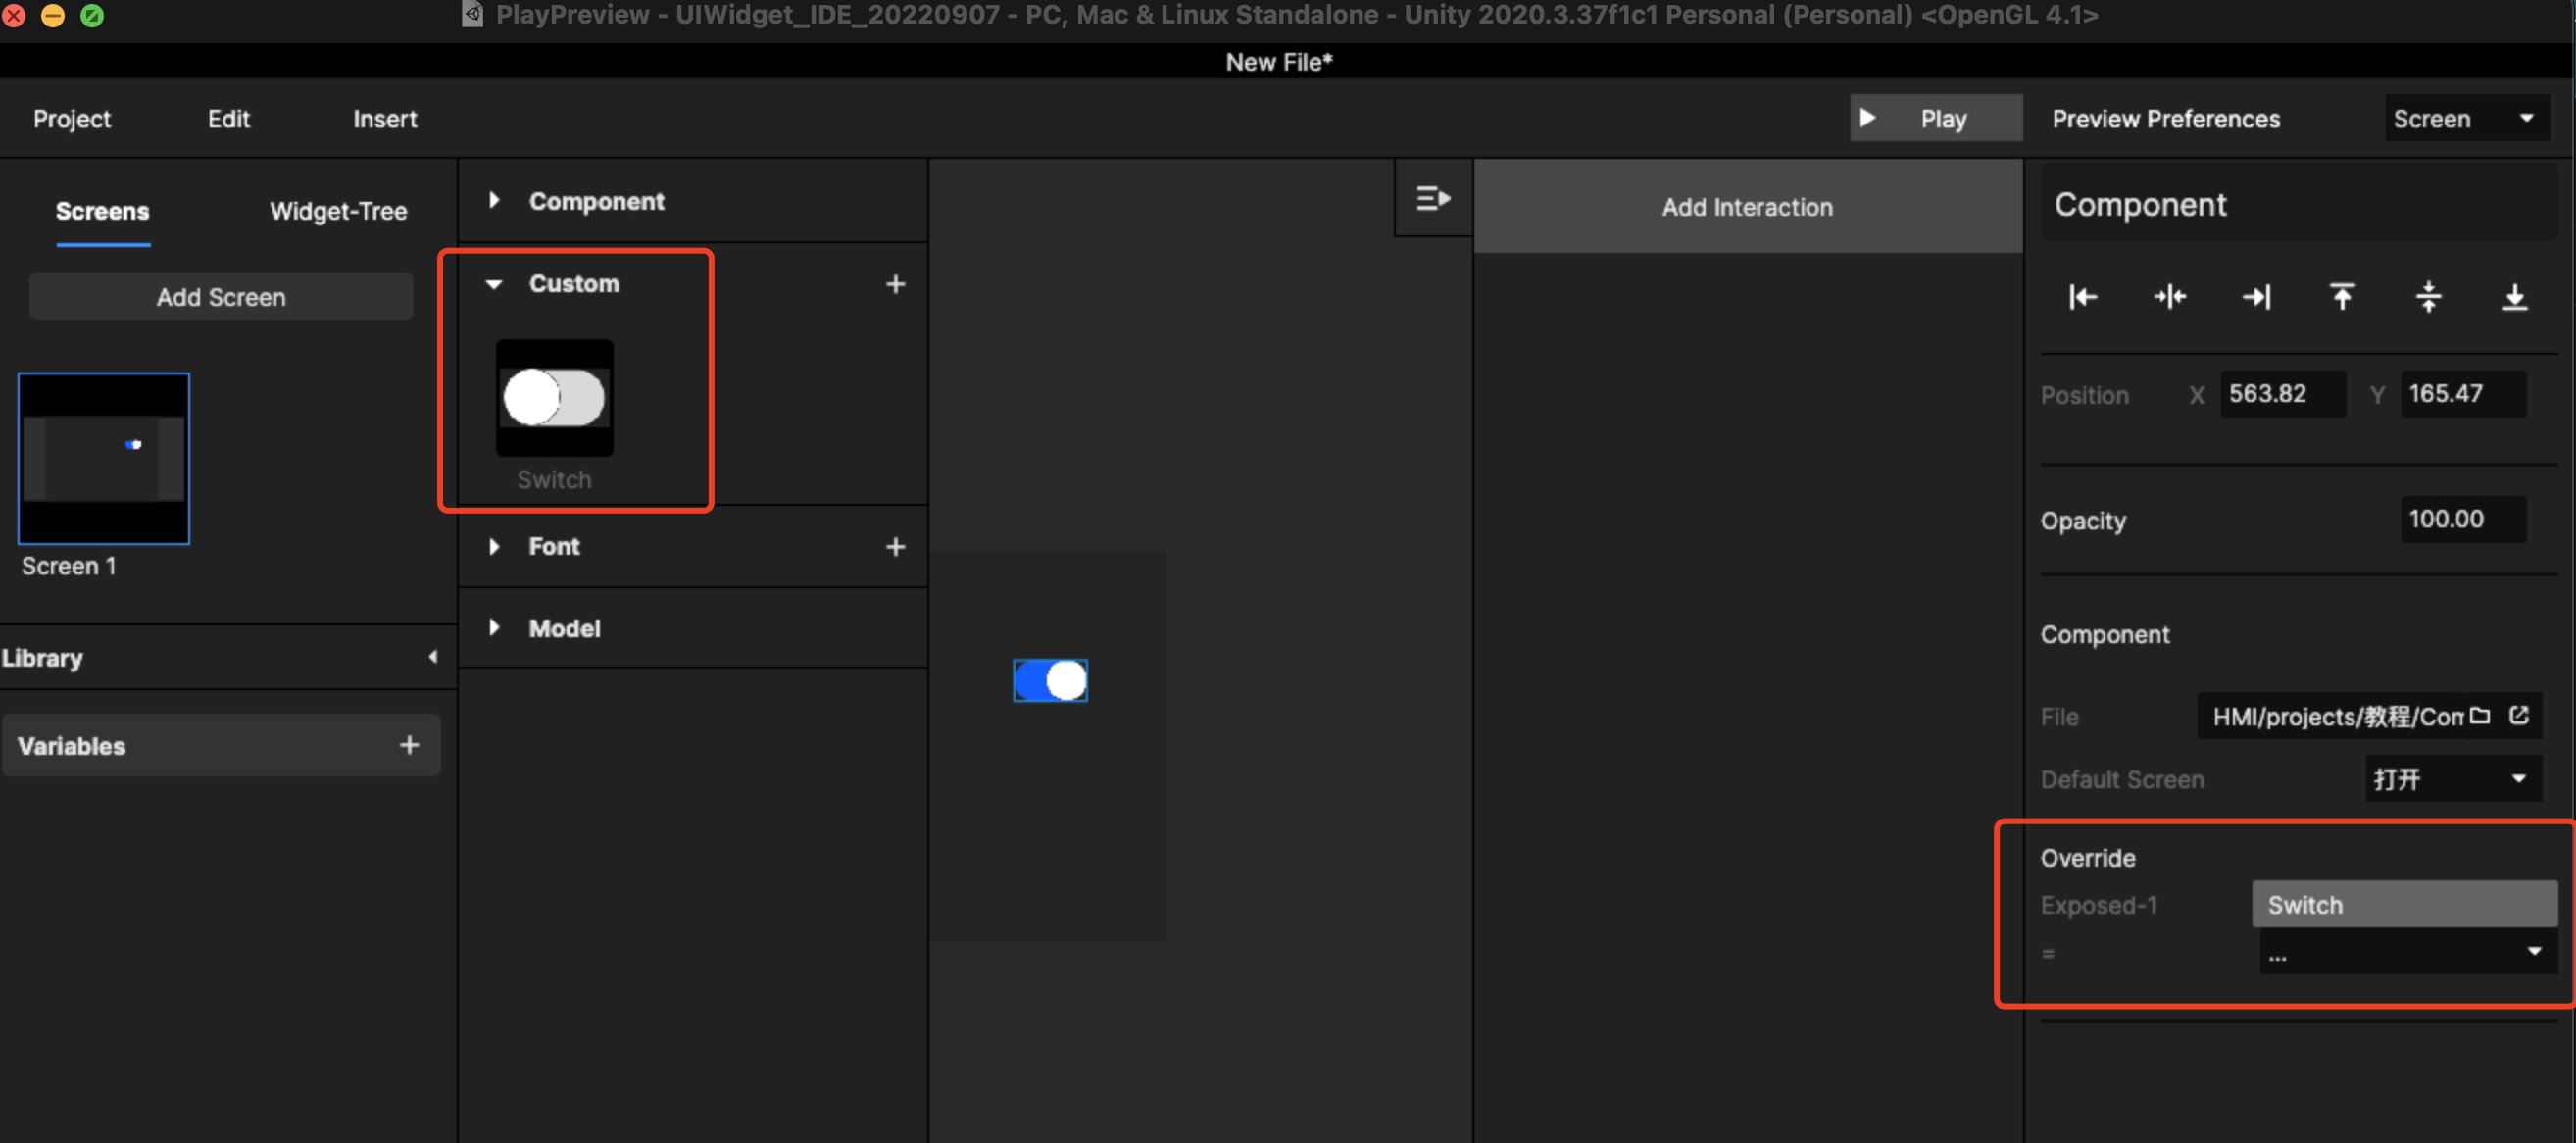 PlayPreview - UIWidget_IDE_20220907 - PC, Mac & Linux Standalone - Unity 2020.3.37f1c1 Personal (Personal) <OpenGL 4.1>
New File*
Project Edit Insert Play Preview Preferences Screen
Screens Widget-Tree
Add Screen
Screen 1
Library
Variables +
Component
Custom +
Switch
Font +
Model
Add Interaction
Component
Position X 563.82 Y 165.47
Opacity 100.00
Component
File HMI/projects/教程/Com
Default Screen 打开
Override
Exposed-1 Switch
= ...